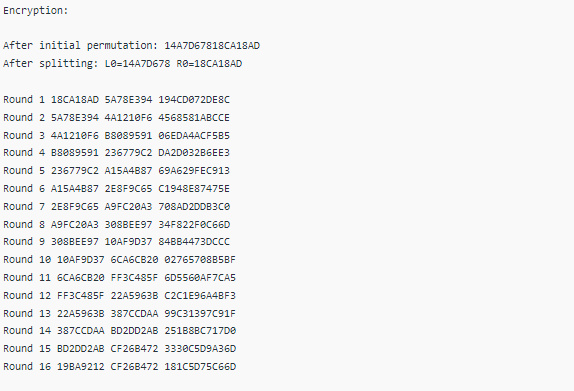 Encryption:
After initial permutation: 14A7D67818CA18AD
After splitting: L0=14A7D678 R0=18CA18AD
Round 1 18CA18AD 5A78E394 194CD072DE8C
Round 2 5A78E394 4A1210F6 4568581ABCCE
Round 3 4A1210F6 B8089591 06EDA4ACF5B5
Round 4 B8089591 236779C2 DA2D032B6EE3
Round 5 236779C2 A15A4B87 69A629FEC913
Round 6 A15A4B87 2E8F9C65 C1948E87475E
Round 7 2E8F9C65 A9FC20A3 708AD2DDB3C0
Round 8 A9FC20A3 308BEE97 34F822F0C66D
Round 9 308BEE97 10AF9D37 84BB4473DCCC
Round 10 10AF9D37 6CA6CB20 02765708B5BF
Round 11 6CA6CB20 FF3C485F 6D5560AF7CA5
Round 12 FF3C485F 22A5963B C2C1E96A4BF3
Round 13 22A5963B 387CCDAA 99C31397C91F
Round 14 387CCDAA BD2DD2AB 251B8BC717D0
Round 15 BD2DD2AB CF26B472 3330C5D9A36D
Round 16 19BA9212 CF26B472 181C5D75C66D